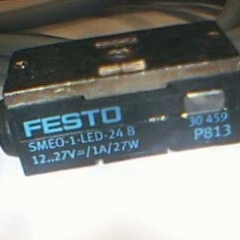 FESTO
SMEO-1-LED-24 B
30 459
12..27V=/1A/27W
P813